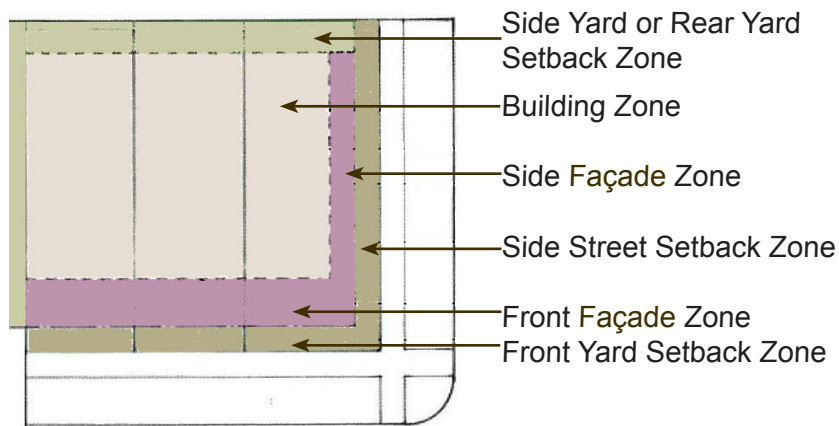 Side Yard or Rear Yard
Setback Zone
Building Zone
Side Façade Zone
Side Street Setback Zone
Front Façade Zone
Front Yard Setback Zone